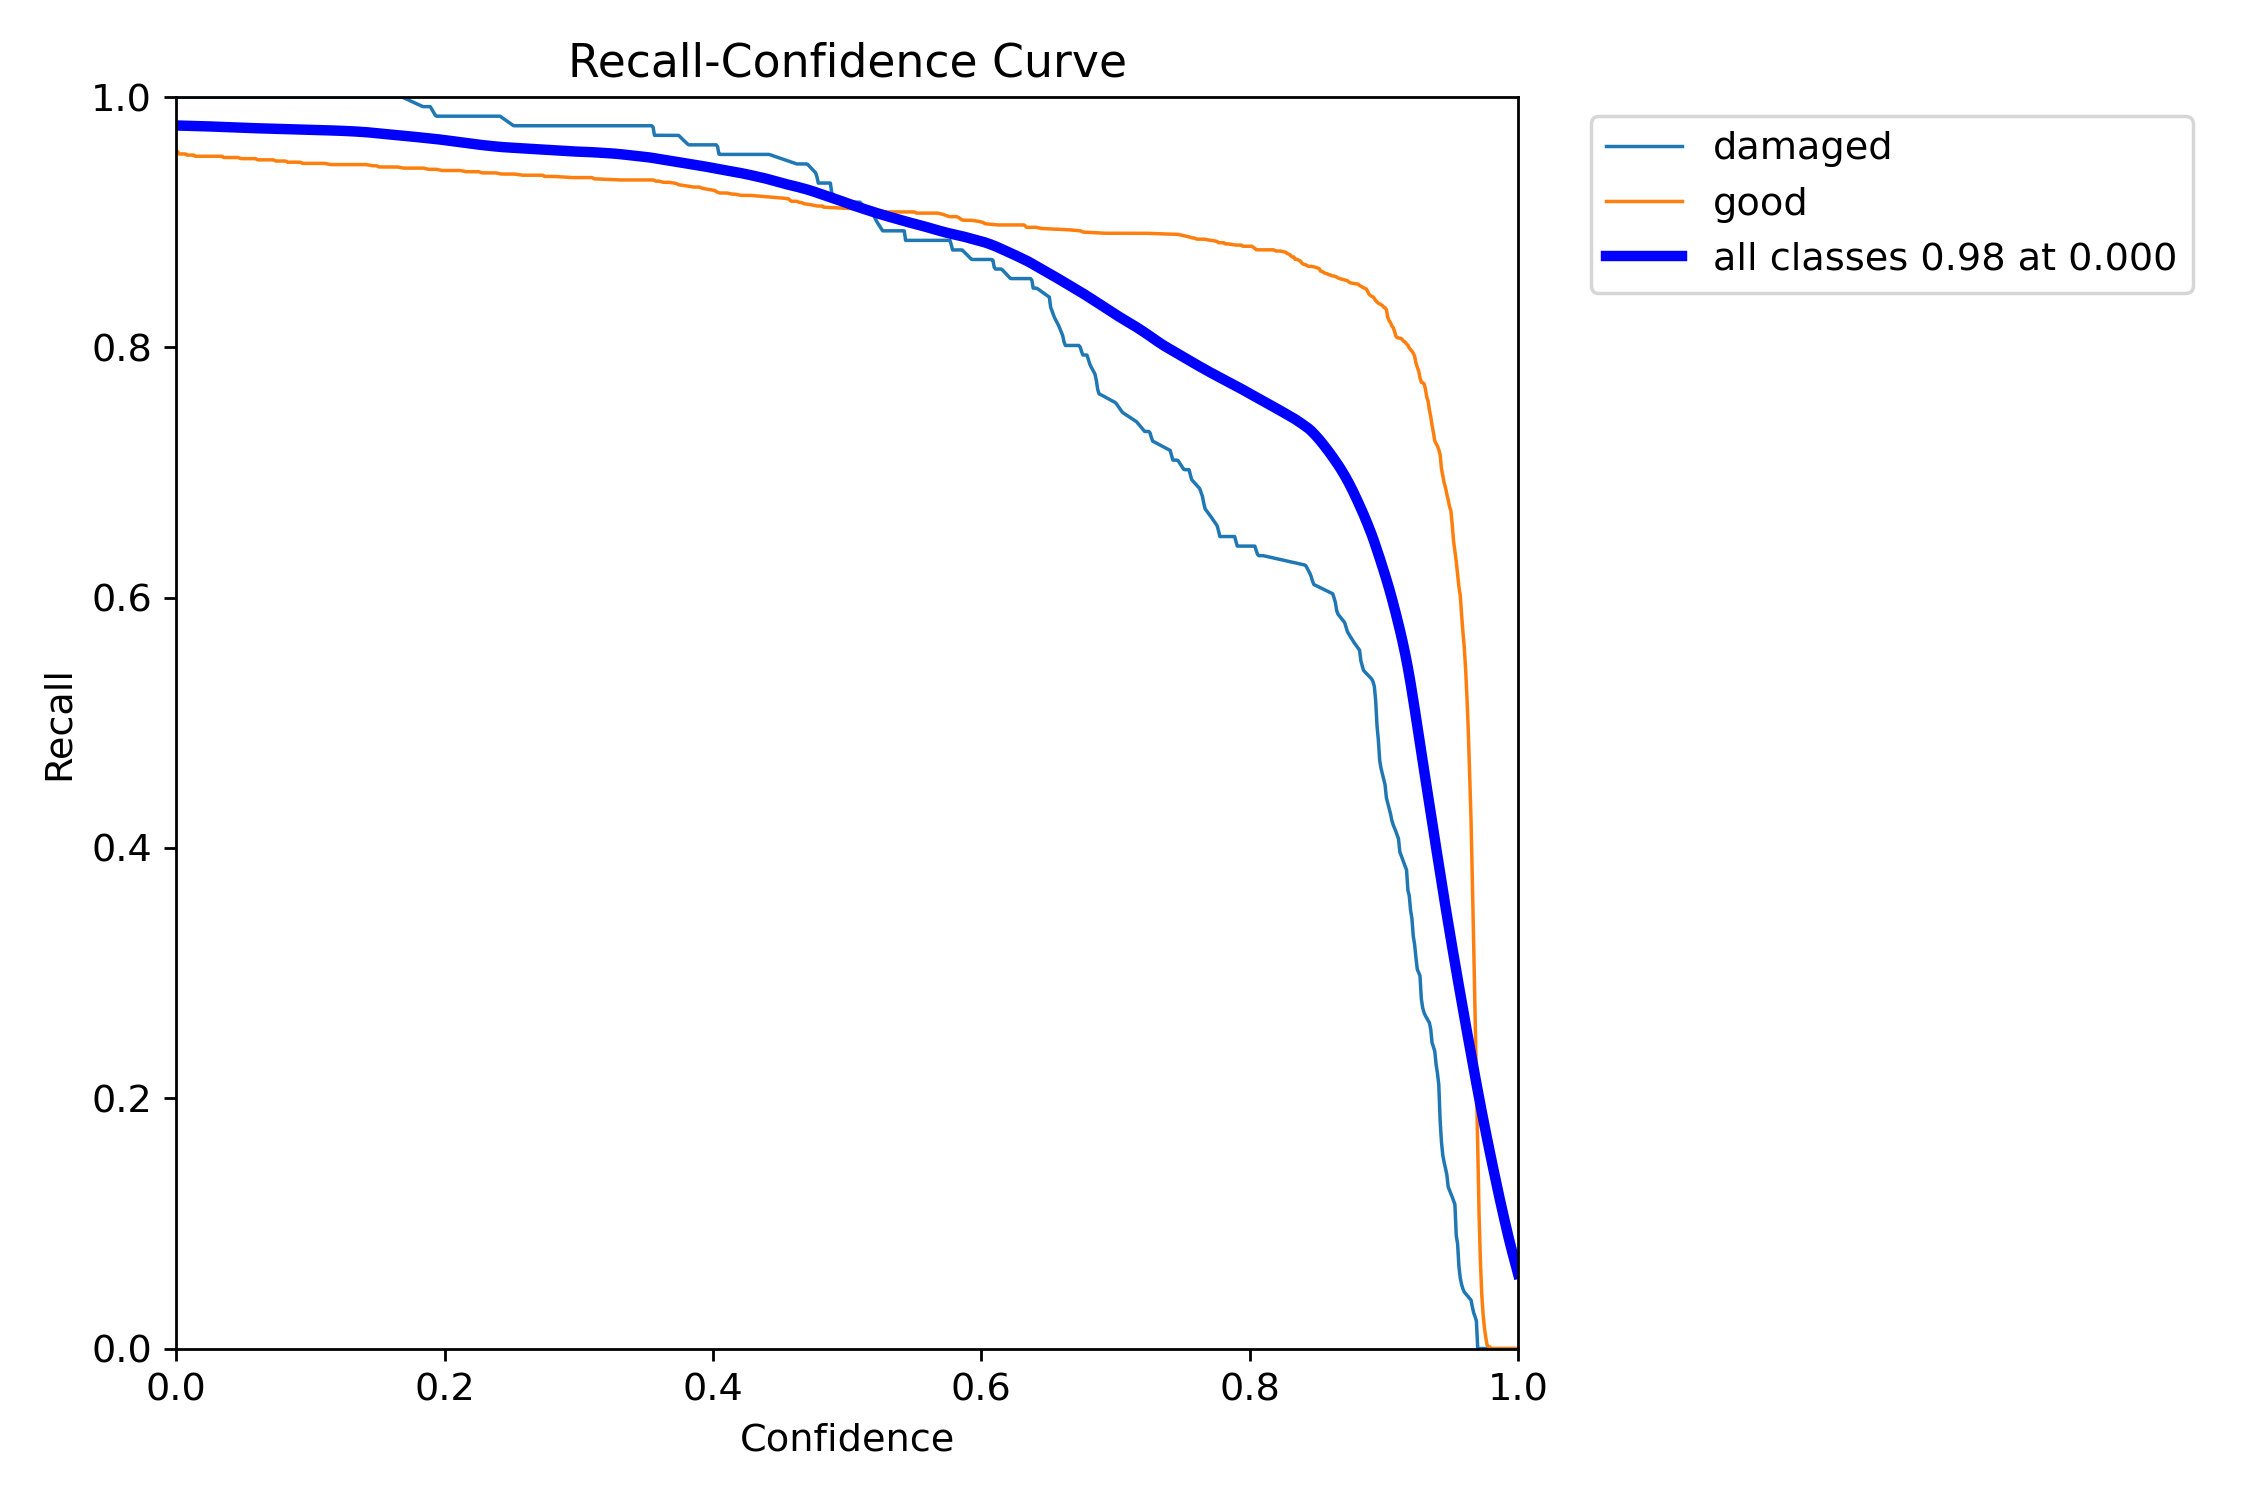 Recall-Confidence Curve
1.0
0.8
0.6
0.4
0.2
0.0
Recall
0.0 0.2 0.4 0.6 0.8 1.0
Confidence
damaged
good
all classes 0.98 at 0.000